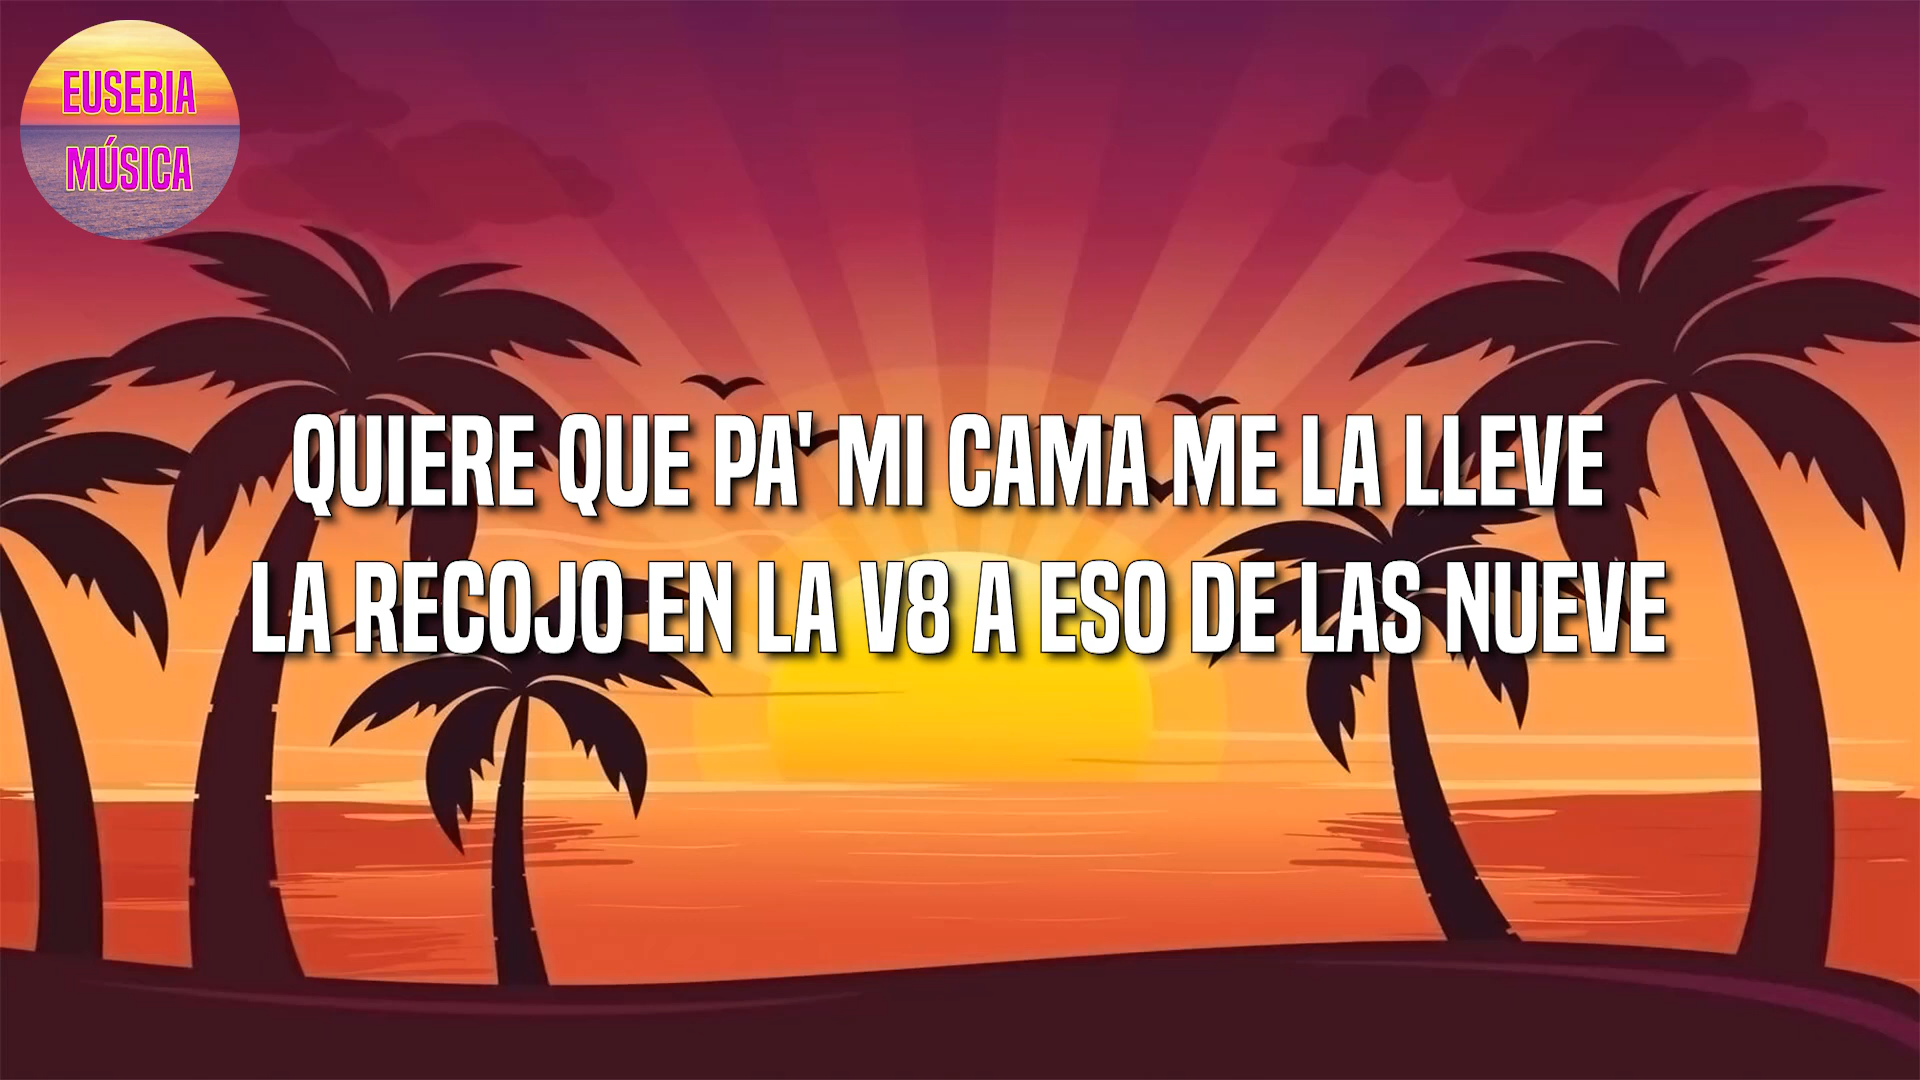 EUSEBIA
MÚSICA
QUIERE QUE PA' MI CAMA ME LA LLEVE
LA RECOJO EN LA V8 A ESO DE LAS NUEVE